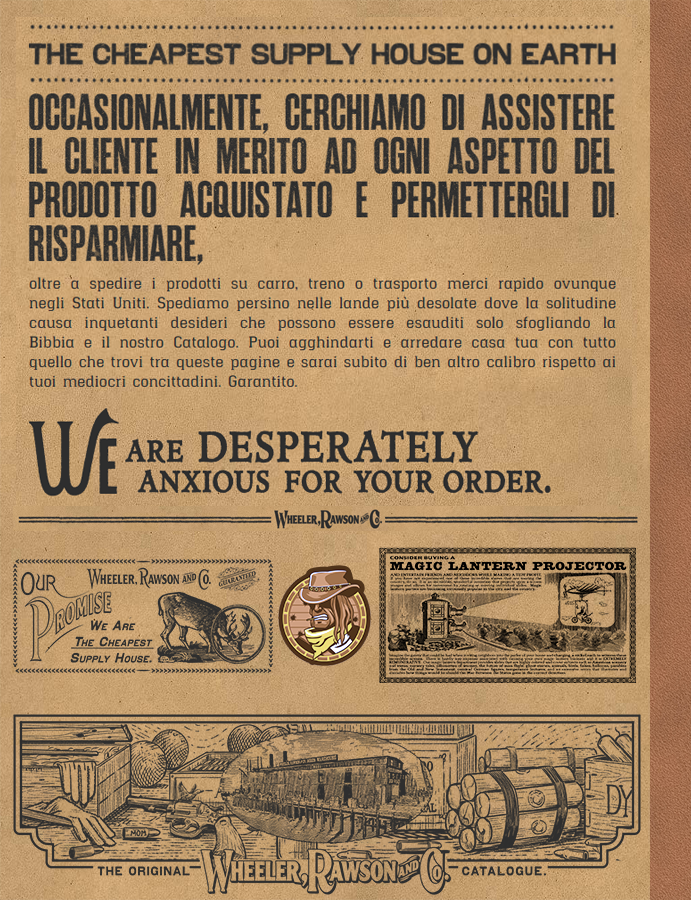 THE CHEAPEST SUPPLY HOUSE ON EARTH
OCCASIONALMENTE, CERCHIAMO DI ASSISTERE
IL CLIENTE IN MERITO AD OGNI ASPETTO DEL
PRODOTTO ACQUISTATO E PERMETTERGLI DI
RISPARMIARE,
oltre a spedire i prodotti su carro, treno o trasporto merci rapido ovunque
negli Stati Uniti. Spediamo persino nelle lande più desolate dove la solitudine
causa inquetanti desideri che possono essere esauditi solo sfogliando la
Bibbia e il nostro Catalogo. Puoi agghindarti e arredare casa tua con tutto
quello che trovi tra queste pagine e sarai subito di ben altro calibro rispetto ai
tuoi mediocri concittadini. Garantito.
WE ARE DESPERATELY
ANXIOUS FOR YOUR ORDER.
WHEELER, RAWSON AND CO.
OUR PROMISE
WHEELER, RAWSON AND CO.
GUARANTEED
WE ARE
THE CHEAPEST
SUPPLY HOUSE.
CONSIDER BUYING A
MAGIC LANTERN PROJECTOR
MOM
DY
THE ORIGINAL WHEELER, RAWSON AND CO. CATALOGUE.